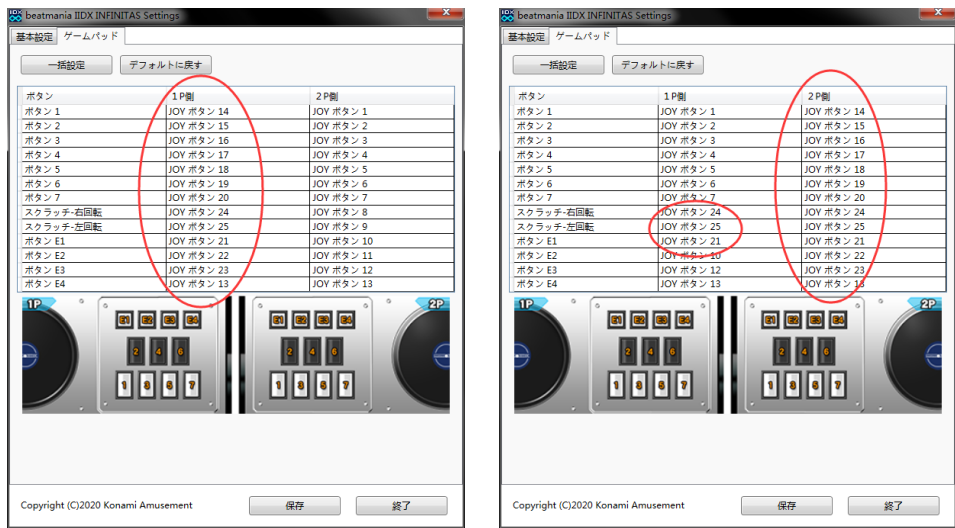 beatmania IIDX INFINITAS Settings
基本設定 ゲームパッド
一括設定 デフォルトに戻す
ボタン 1P側 2P側
ボタン 1 JOY ボタン 14 JOY ボタン 1
ボタン 2 JOY ボタン 15 JOY ボタン 2
ボタン 3 JOY ボタン 16 JOY ボタン 3
ボタン 4 JOY ボタン 17 JOY ボタン 4
ボタン 5 JOY ボタン 18 JOY ボタン 5
ボタン 6 JOY ボタン 19 JOY ボタン 6
ボタン 7 JOY ボタン 20 JOY ボタン 7
スクラッチ-右回転 JOY ボタン 24 JOY ボタン 8
スクラッチ-左回転 JOY ボタン 25 JOY ボタン 9
ボタン E1 JOY ボタン 21 JOY ボタン 10
ボタン E2 JOY ボタン 22 JOY ボタン 11
ボタン E3 JOY ボタン 23 JOY ボタン 12
ボタン E4 JOY ボタン 13 JOY ボタン 13
1P 2P
E1 E2 E3 E4 E1 E2 E3 E4
2 4 6 2 4 6
1 3 5 7 1 3 5 7
Copyright (C)2020 Konami Amusement 保存 終了
beatmania IIDX INFINITAS Settings
基本設定 ゲームパッド
一括設定 デフォルトに戻す
ボタン 1P側 2P側
ボタン 1 JOY ボタン 1 JOY ボタン 14
ボタン 2 JOY ボタン 2 JOY ボタン 15
ボタン 3 JOY ボタン 3 JOY ボタン 16
ボタン 4 JOY ボタン 4 JOY ボタン 17
ボタン 5 JOY ボタン 5 JOY ボタン 18
ボタン 6 JOY ボタン 6 JOY ボタン 19
ボタン 7 JOY ボタン 7 JOY ボタン 20
スクラッチ-右回転 JOY ボタン 24 JOY ボタン 24
スクラッチ-左回転 JOY ボタン 25 JOY ボタン 25
ボタン E1 JOY ボタン 21 JOY ボタン 21
ボタン E2 JOY ボタン 10 JOY ボタン 22
ボタン E3 JOY ボタン 12 JOY ボタン 23
ボタン E4 JOY ボタン 13 JOY ボタン 13
1P 2P
E1 E2 E3 E4 E1 E2 E3 E4
2 4 6 2 4 6
1 3 5 7 1 3 5 7
Copyright (C)2020 Konami Amusement 保存 終了